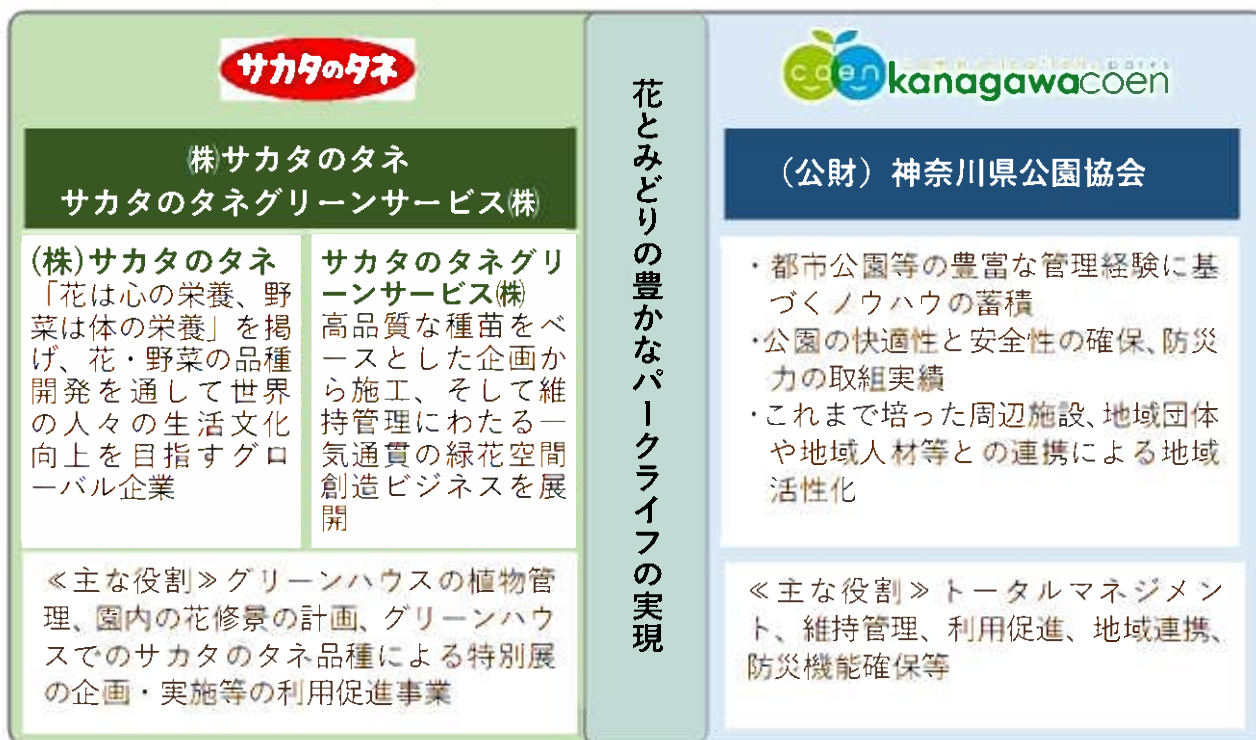 サカタのタネ
㈱サカタのタネ
サカタのタネグリーンサービス㈱
(株)サカタのタネ
「花は心の栄養、野
菜は体の栄養」を掲
げ、花・野菜の品種
開発を通して世界
の人々の生活文化
向上を目指すグロ
ーバル企業
サカタのタネグリ
ーンサービス㈱
高品質な種苗をベ
ースとした企画か
ら施工、そして維
持管理にわたる一
気通貫の緑花空間
創造ビジネスを展
開
≪主な役割≫グリーンハウスの植物管
理、園内の花修景の計画、グリーンハウ
スでのサカタのタネ品種による特別展
の企画・実施等の利用促進事業
花とみどりの豊かなパークライフの実現
coen kanagawacoen
（公財）神奈川県公園協会
・都市公園等の豊富な管理経験に基
づくノウハウの蓄積
・公園の快適性と安全性の確保、防災
力の取組実績
・これまで培った周辺施設、地域団体
や地域人材等との連携による地域
活性化
≪主な役割≫トータルマネジメン
ト、維持管理、利用促進、地域連携、
防災機能確保等